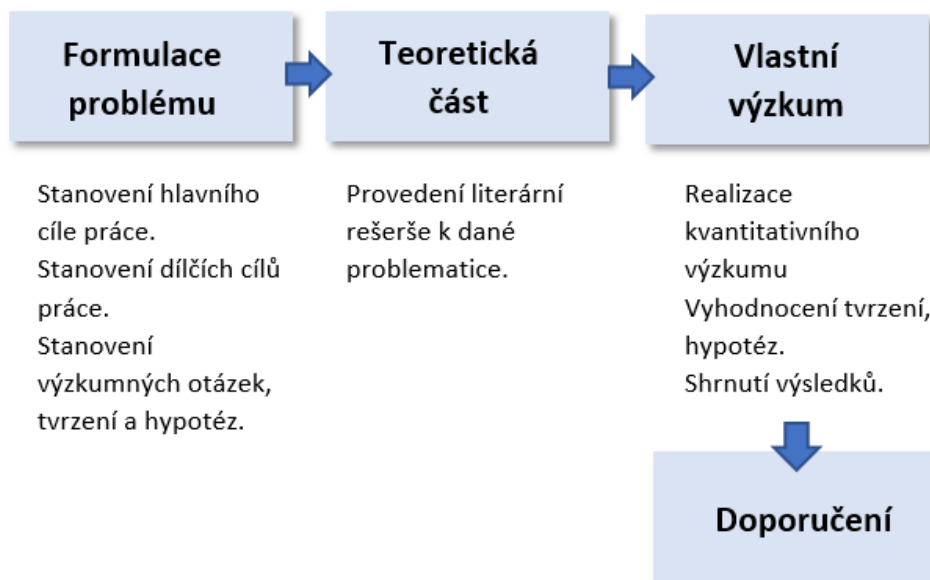 Formulace
problému
Teoretická
část
Vlastní
výzkum
Stanovení hlavního
cíle práce.
Stanovení dílčích cílů
práce.
Stanovení
výzkumných otázek,
tvrzení a hypotéz.
Provedení literární
rešerše k dané
problematice.
Realizace
kvantitativního
výzkumu
Vyhodnocení tvrzení,
hypotéz.
Shrnutí výsledků.
Doporučení